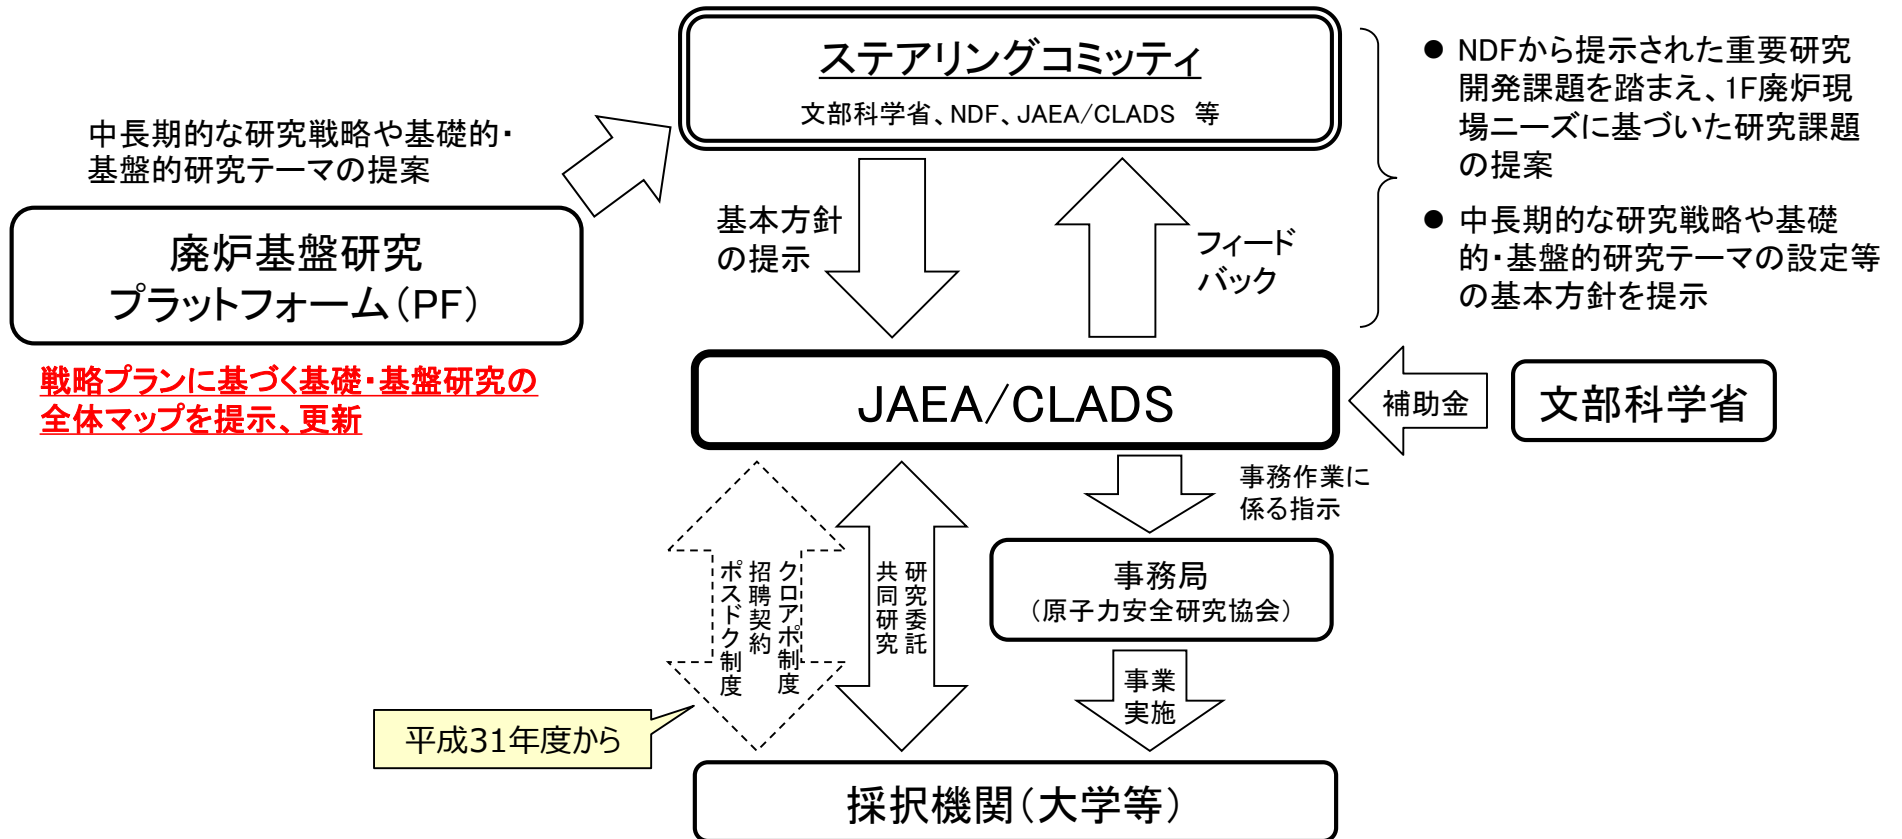 ステアリングコミッティ
文部科学省、NDF、JAEA/CLADS 等
● NDFから提示された重要研究
開発課題を踏まえ、1F廃炉現
場ニーズに基づいた研究課題
の提案
● 中長期的な研究戦略や基礎
的・基盤的研究テーマの設定等
の基本方針を提示
中長期的な研究戦略や基礎的・
基盤的研究テーマの提案
廃炉基盤研究
プラットフォーム（PF）
戦略プランに基づく基礎・基盤研究の
全体マップを提示、更新
基本方針
の提示
フィード
バック
JAEA/CLADS
補助金
文部科学省
事務作業に
係る指示
クロアポ制度
招聘契約
ポスドク制度
研究委託
共同研究
事務局
（原子力安全研究協会）
事業
実施
平成31年度から
採択機関（大学等）